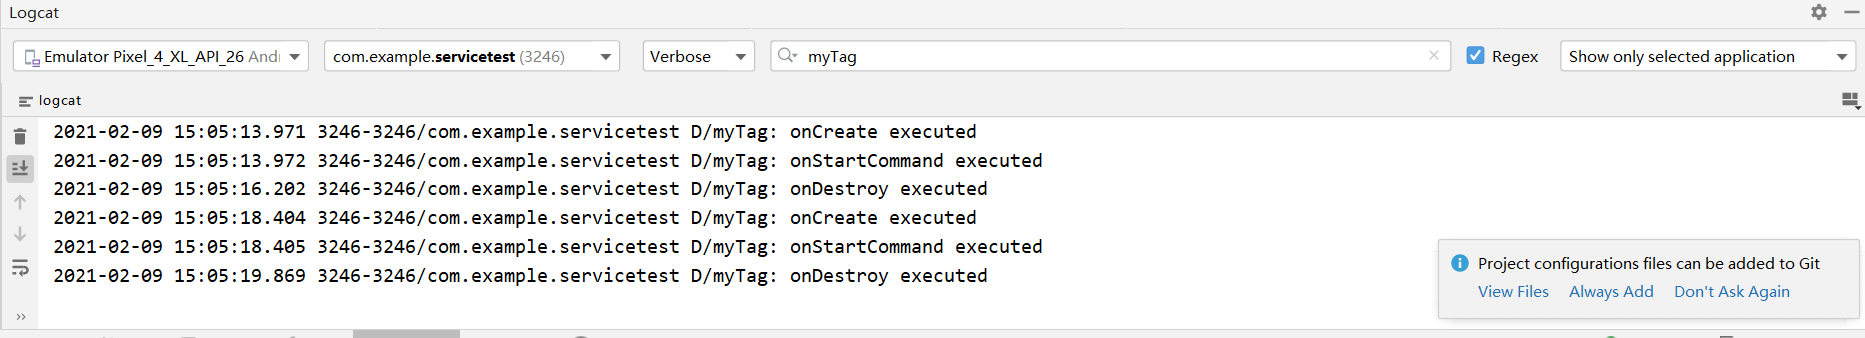 Logcat
Emulator Pixel_4_XL_API_26 Andr
com.example.servicetest (3246)
Verbose
myTag
Regex
Show only selected application
logcat
2021-02-09 15:05:13.971 3246-3246/com.example.servicetest D/myTag: onCreate executed
2021-02-09 15:05:13.972 3246-3246/com.example.servicetest D/myTag: onStartCommand executed
2021-02-09 15:05:16.202 3246-3246/com.example.servicetest D/myTag: onDestroy executed
2021-02-09 15:05:18.404 3246-3246/com.example.servicetest D/myTag: onCreate executed
2021-02-09 15:05:18.405 3246-3246/com.example.servicetest D/myTag: onStartCommand executed
2021-02-09 15:05:19.869 3246-3246/com.example.servicetest D/myTag: onDestroy executed
Project configurations files can be added to Git
View Files Always Add Don't Ask Again